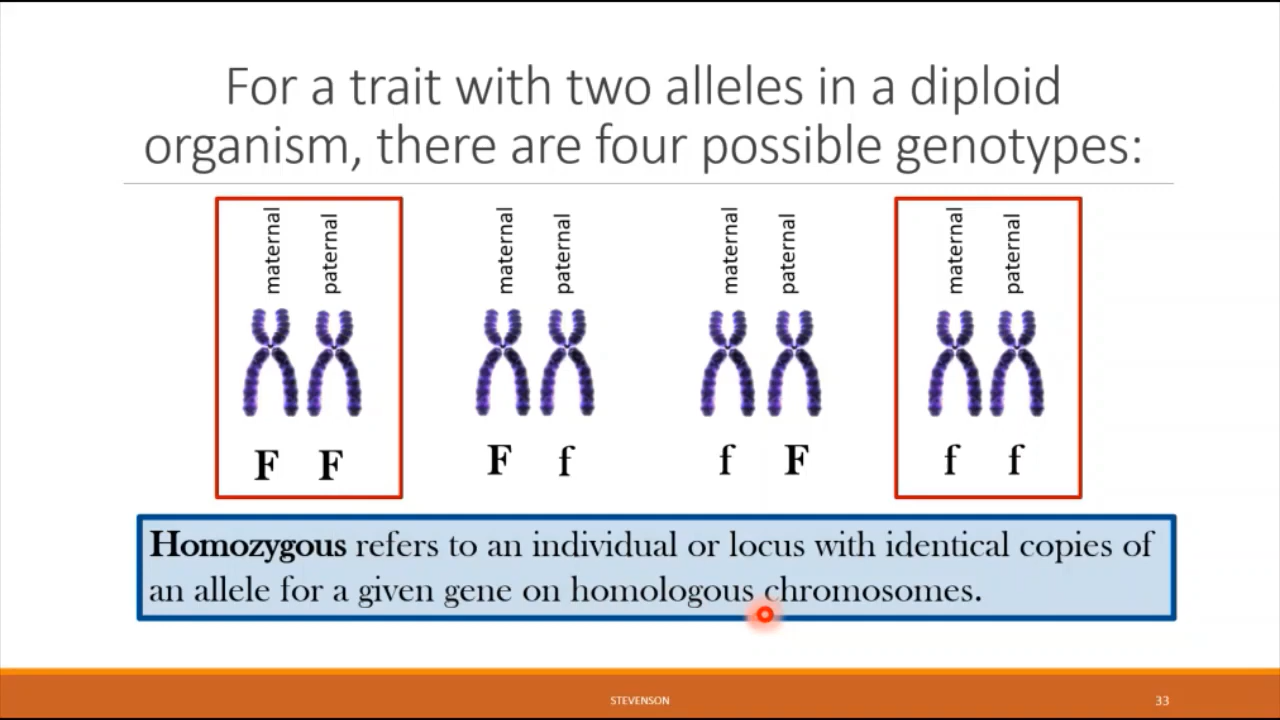 For a trait with two alleles in a diploid
organism, there are four possible genotypes:
maternal paternal
maternal paternal
maternal paternal
maternal paternal
F F
F f
f F
f f
Homozygous refers to an individual or locus with identical copies of
an allele for a given gene on homologous chromosomes.
STEVENSON
33